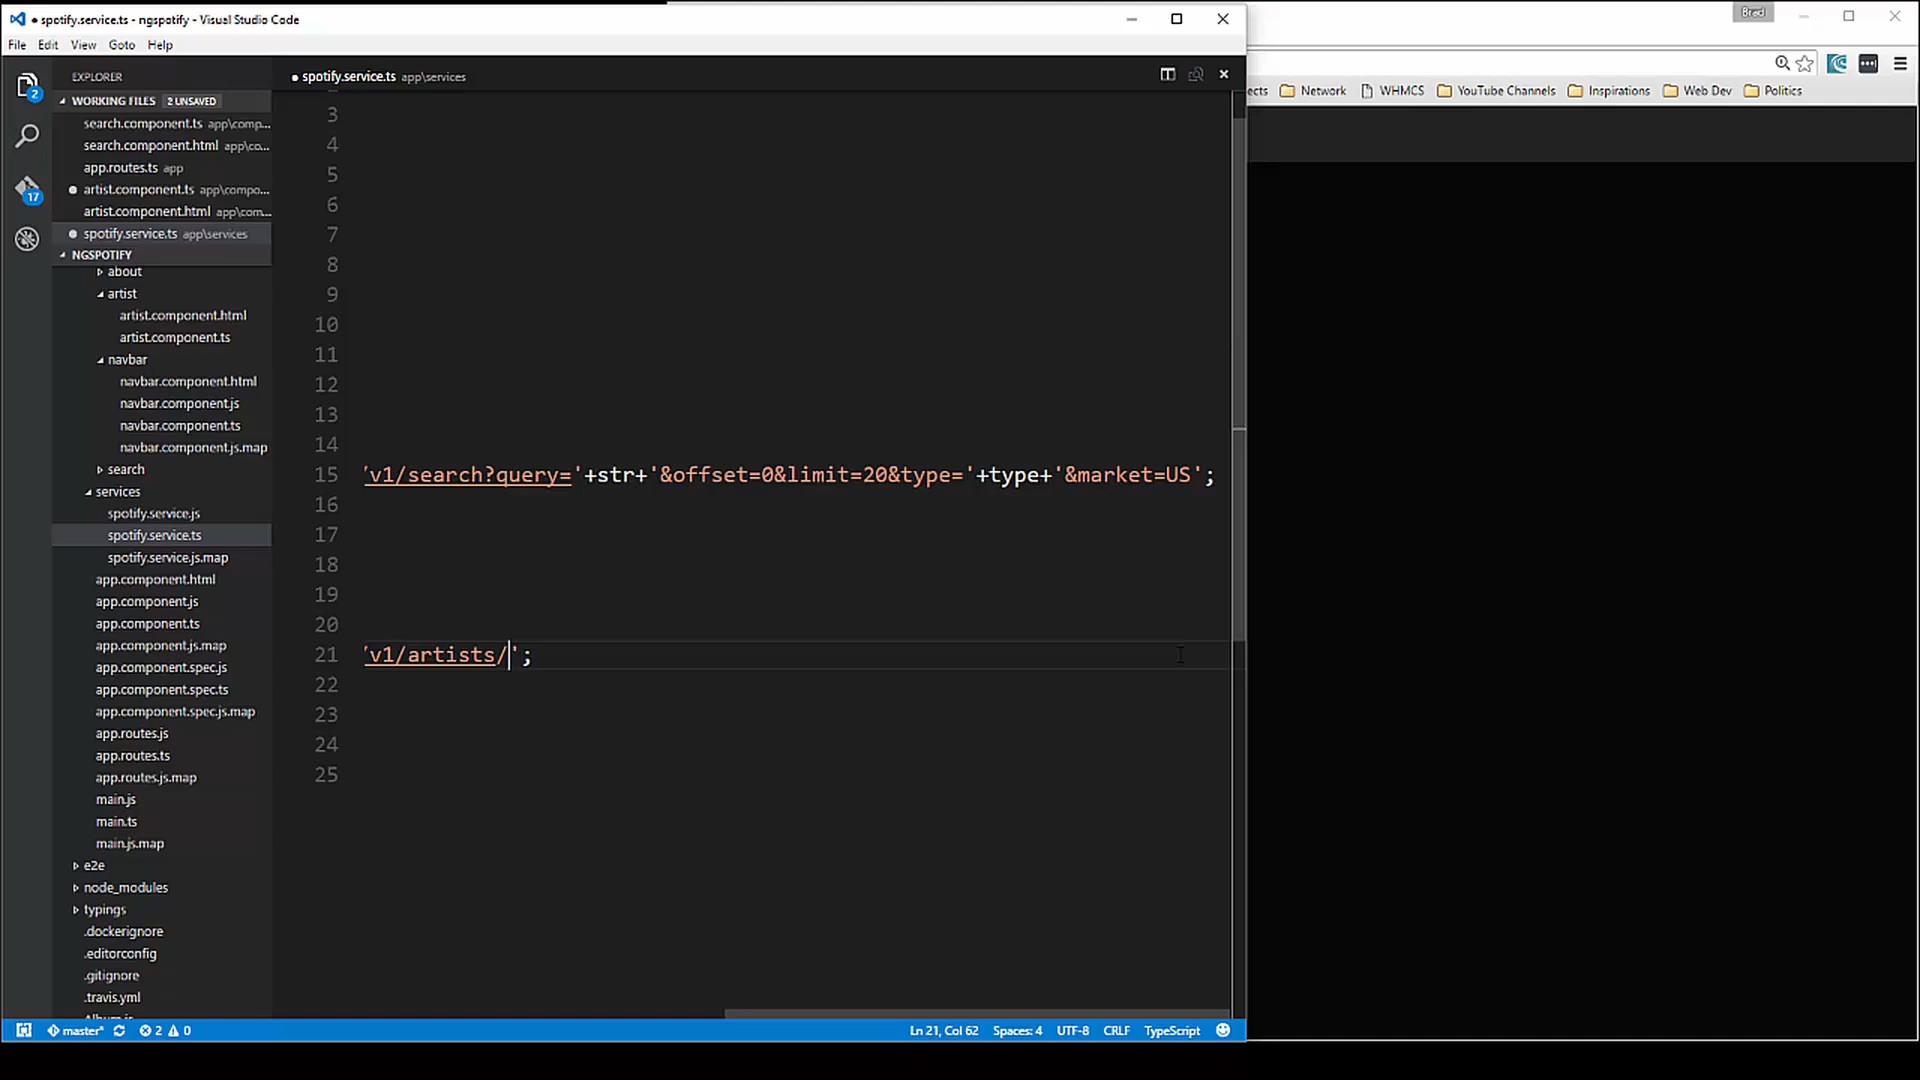 ● spotify.service.ts - ngspotify - Visual Studio Code
Brad
File Edit View Goto Help
ects Network WHMCS YouTube Channels Inspirations Web Dev Politics
EXPLORER
● spotify.service.ts app\services
WORKING FILES 2 UNSAVED
search.component.ts app\comp...
search.component.html app\co...
app.routes.ts app
artist.component.ts app\compo...
artist.component.html app\com...
spotify.service.ts app\services
NGSPOTIFY
about
artist
artist.component.html
artist.component.ts
navbar
navbar.component.html
navbar.component.js
navbar.component.ts
navbar.component.js.map
search
services
spotify.service.js
spotify.service.ts
spotify.service.js.map
app.component.html
app.component.js
app.component.ts
app.component.js.map
app.component.spec.js
app.component.spec.ts
app.component.spec.js.map
app.routes.js
app.routes.ts
app.routes.js.map
main.js
main.ts
main.js.map
e2e
node_modules
typings
.dockerignore
.editorconfig
.gitignore
.travis.yml
2
17
3
4
5
6
7
8
9
10
11
12
13
14
15 /v1/search?query='+str+'&offset=0&limit=20&type='+type+'&market=US';
16
17
18
19
20
21 /v1/artists/';
22
23
24
25
master* 2 0 Ln 21, Col 62 Spaces: 4 UTF-8 CRLF TypeScript